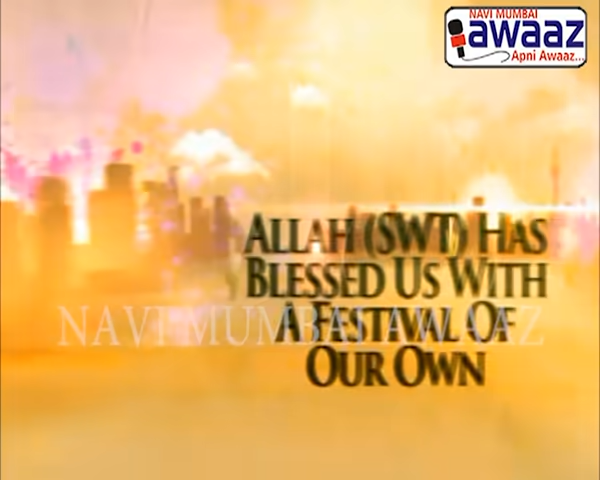 NAVI MUMBAI
awaaz
Apni Awaaz...
ALLAH (SWT) HAS
BLESSED US WITH
A FESTIVAL OF
NAVI MUMBAI AWAAZ
OUR OWN